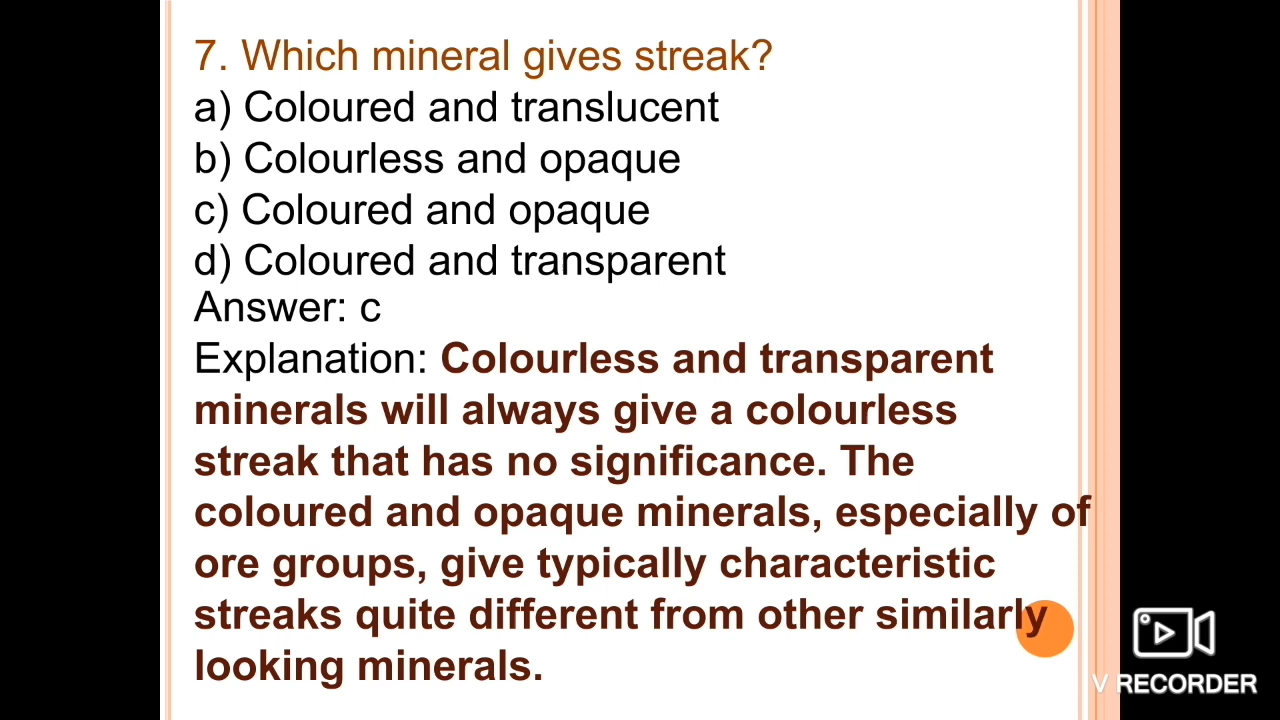 7. Which mineral gives streak?
a) Coloured and translucent
b) Colourless and opaque
c) Coloured and opaque
d) Coloured and transparent
Answer: c
Explanation: Colourless and transparent
minerals will always give a colourless
streak that has no significance. The
coloured and opaque minerals, especially of
ore groups, give typically characteristic
streaks quite different from other similarly
looking minerals.
V RECORDER